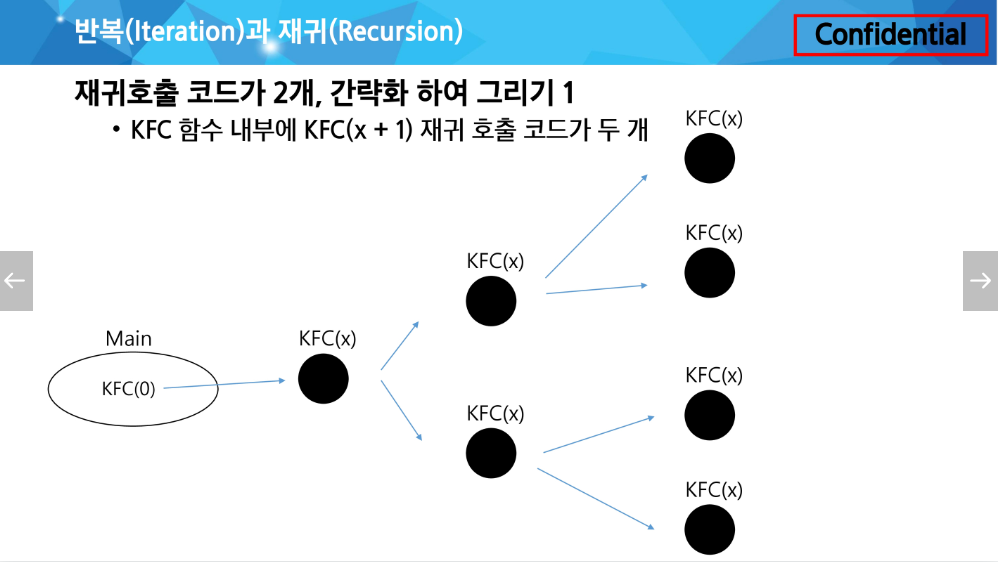 반복(Iteration)과 재귀(Recursion)
Confidential
재귀호출 코드가 2개, 간략화 하여 그리기 1
• KFC 함수 내부에 KFC(x + 1) 재귀 호출 코드가 두 개
KFC(x)
KFC(x)
KFC(x)
Main
KFC(0)
KFC(x)
KFC(x)
KFC(x)
KFC(x)